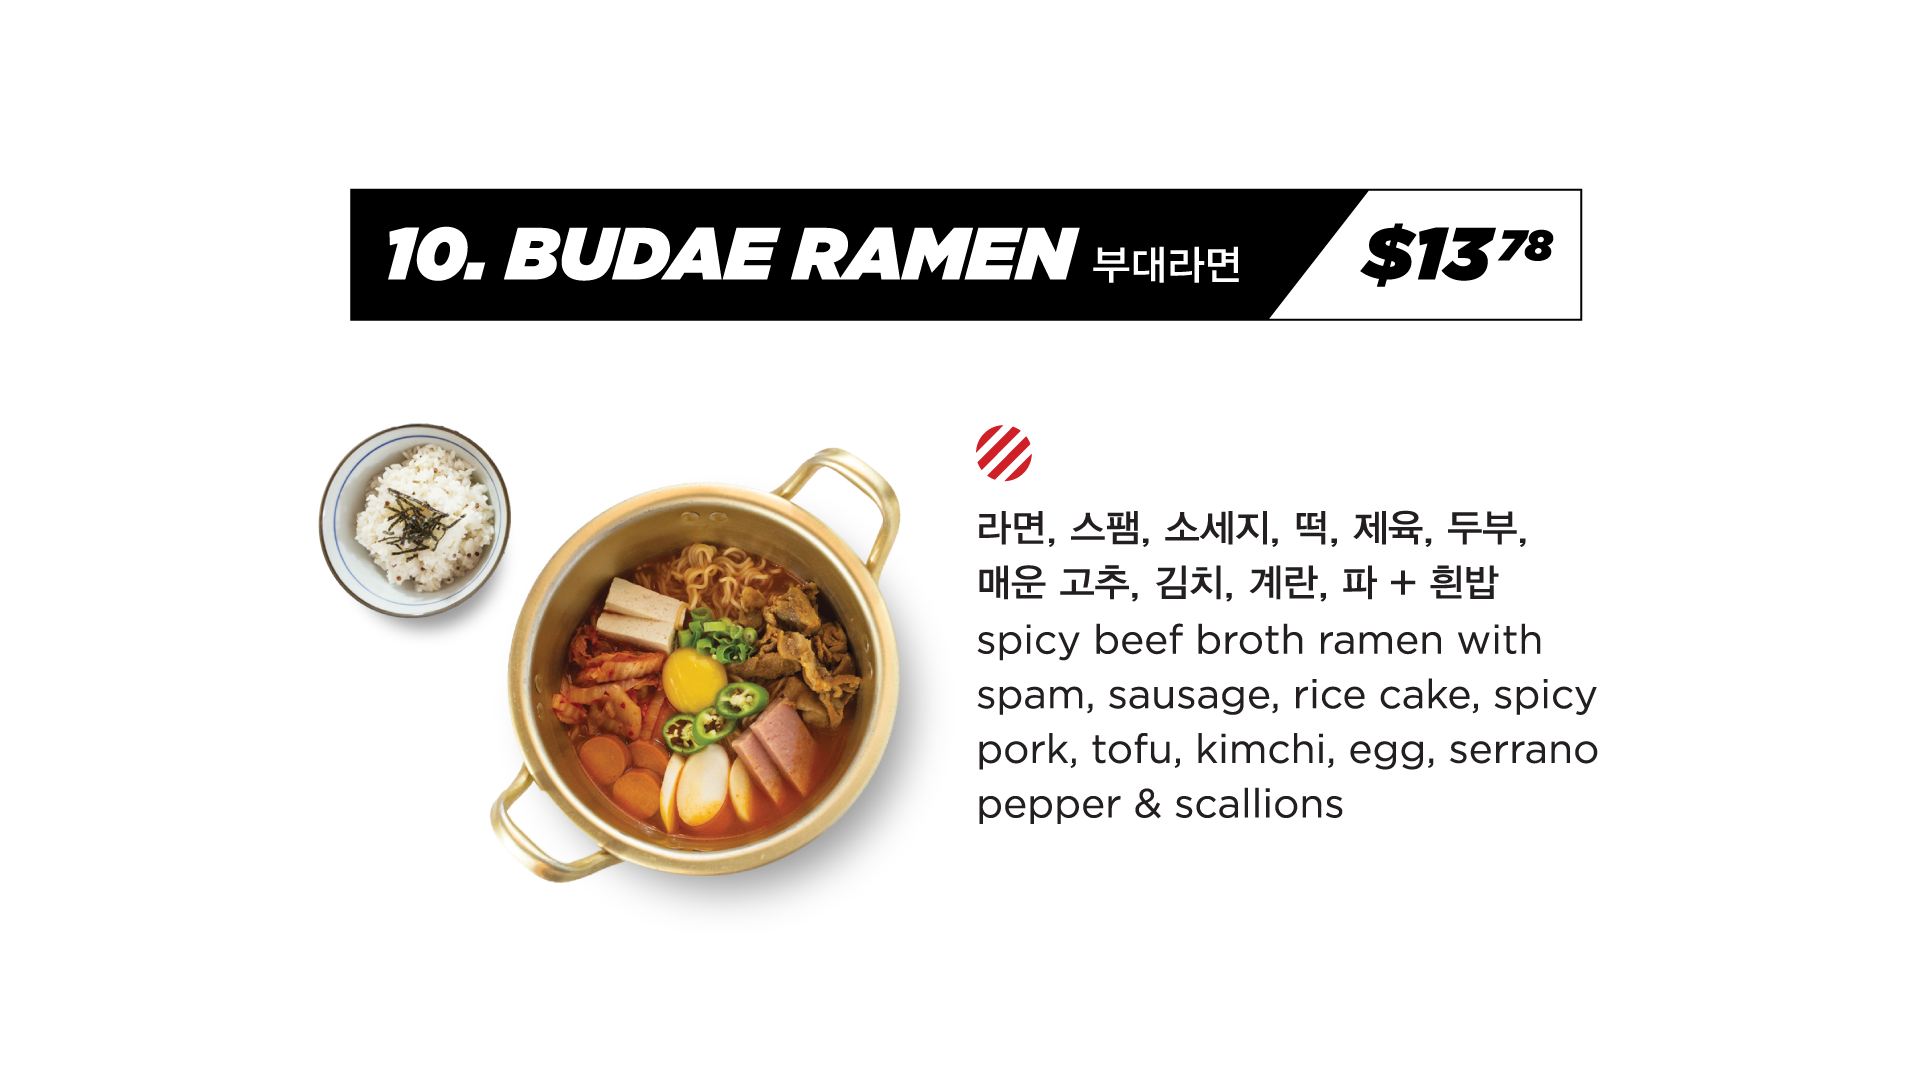 10. BUDAE RAMEN 부대라면 $13 78
라면, 스팸, 소세지, 떡, 제육, 두부,
매운 고추, 김치, 계란, 파 + 흰밥
spicy beef broth ramen with
spam, sausage, rice cake, spicy
pork, tofu, kimchi, egg, serrano
pepper & scallions